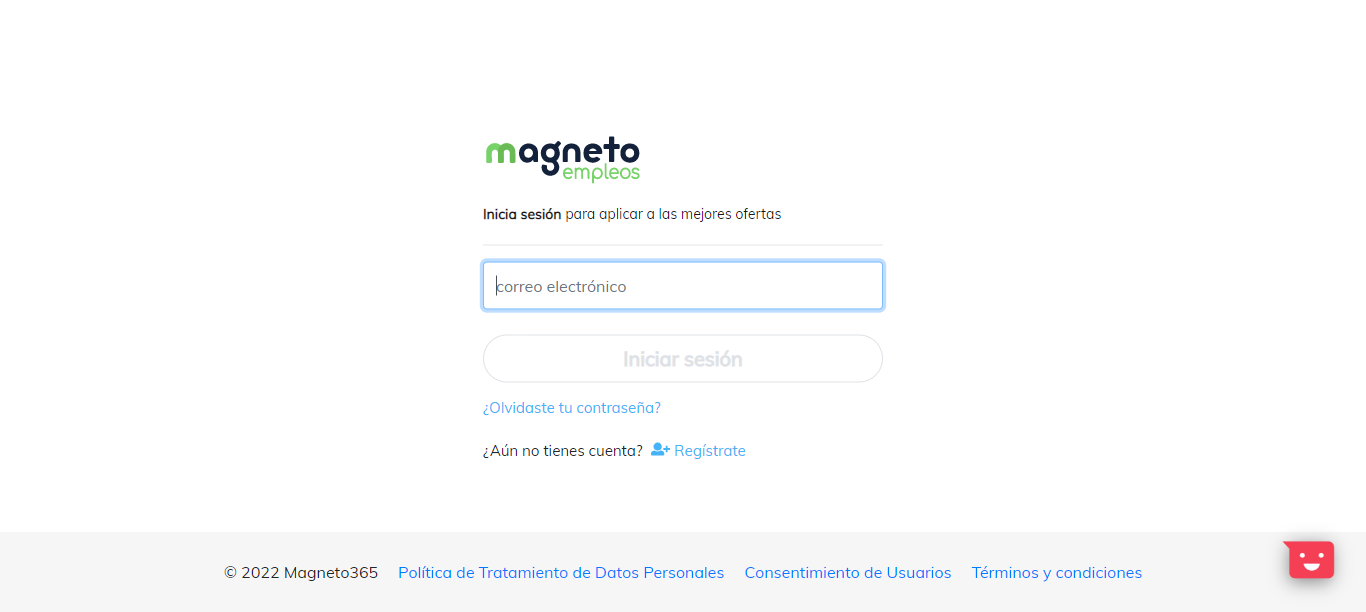 magneto
empleos
Inicia sesión para aplicar a las mejores ofertas
correo electrónico
Iniciar sesión
¿Olvidaste tu contraseña?
¿Aún no tienes cuenta? Regístrate
© 2022 Magneto365 Política de Tratamiento de Datos Personales Consentimiento de Usuarios Términos y condiciones